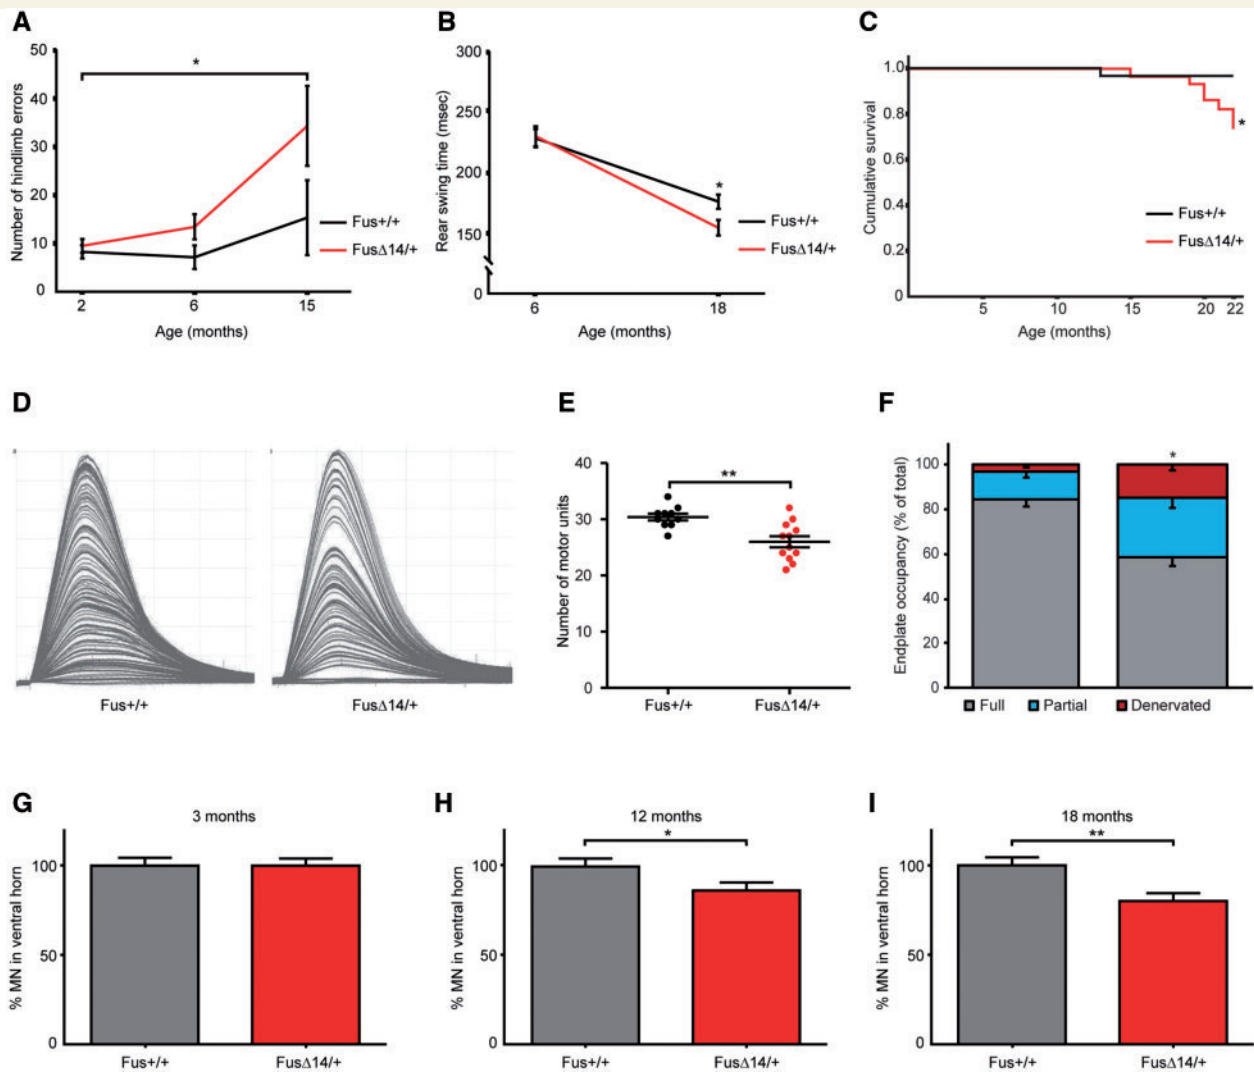 A
Number of hindlimb errors
50
40
30
20
10
0
*
2
6
15
Age (months)
Fus+/+
FusΔ14/+
B
Rear swing time (msec)
300
250
200
150
0
*
6
18
Age (months)
Fus+/+
FusΔ14/+
C
Cumulative survival
1.0
0.8
0.6
0.4
0.2
0
*
5
10
15
20
22
Age (months)
Fus+/+
FusΔ14/+
D
Fus+/+
FusΔ14/+
E
Number of motor units
40
30
20
10
0
**
Fus+/+
FusΔ14/+
F
Endplate occupancy (% of total)
100
80
60
40
20
0
*
Full
Partial
Denervated
G
3 months
% MN in ventral horn
100
50
0
Fus+/+
FusΔ14/+
H
12 months
*
% MN in ventral horn
100
50
0
Fus+/+
FusΔ14/+
I
18 months
**
% MN in ventral horn
100
50
0
Fus+/+
FusΔ14/+